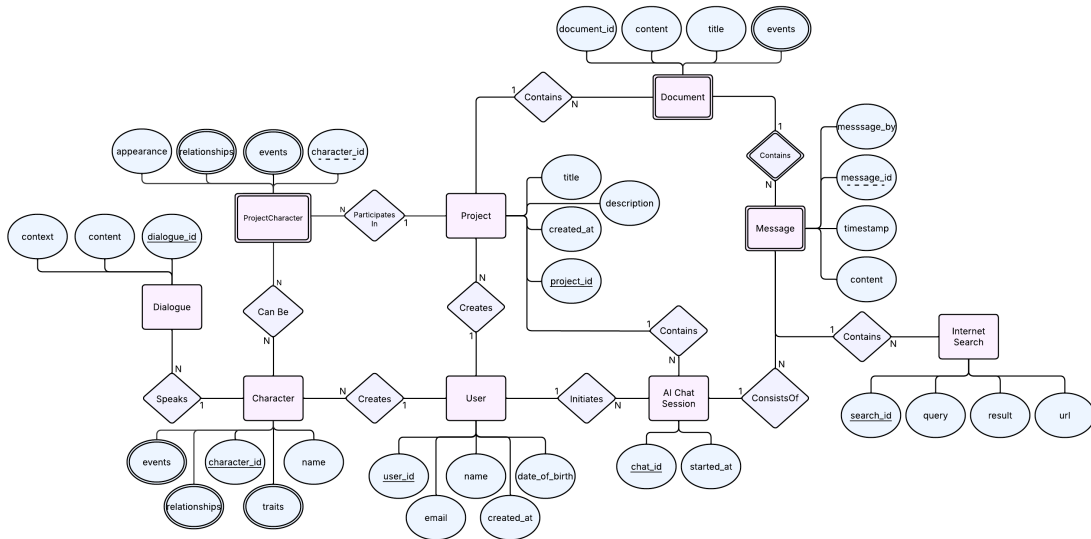 document_id
content
title
events
1
Contains
N
Document
messsage_by
1
Contains
N
message_id
Message
timestamp
content
appearance
relationships
events
character_id
ProjectCharacter
N
Participates
In
1
Project
title
description
created_at
project_id
context
content
dialogue_id
Dialogue
N
Can Be
N
N
Creates
1
1
Contains
N
1
Contains
N
Internet
Search
N
Speaks
1
Character
N
Creates
1
User
1
Initiates
N
AI Chat
Session
1
ConsistsOf
N
search_id
query
result
url
events
character_id
name
relationships
traits
user_id
name
date_of_birth
email
created_at
chat_id
started_at